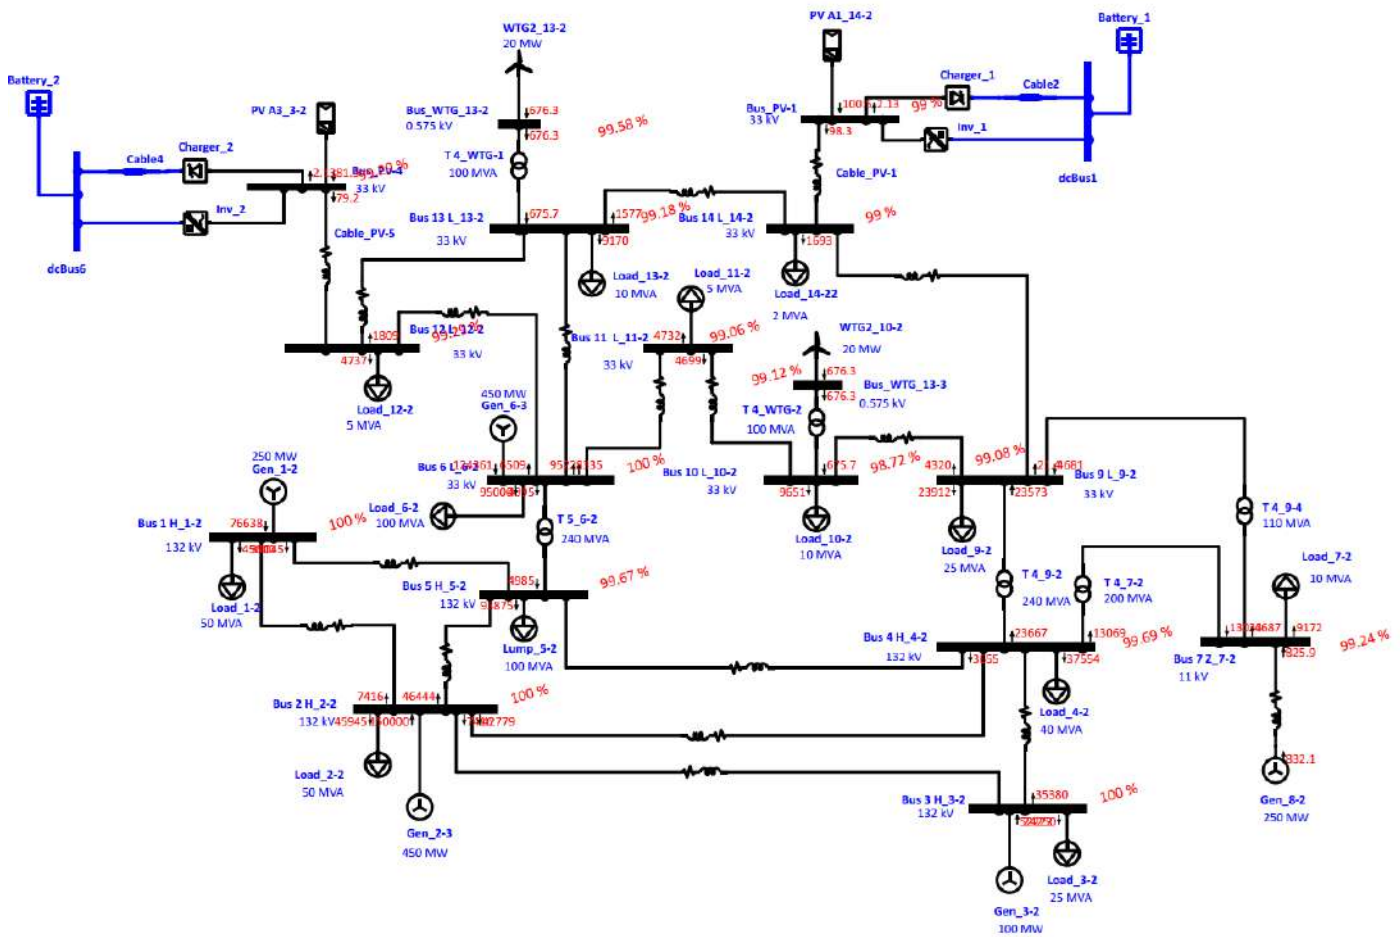 WTG2_13-2
20 MW
PV A1_14-2
Battery_1
Battery_2
PV A3_3-2
Bus_WTG_13-2
0.575 kV
676.3
676.3
99.58 %
Bus_PV-1
33 kV
98.3
99 %
Charger_1
Cable2
Inv_1
dcBus1
Cable4
Charger_2
33 kV
79.2
Inv_2
dcBus6
Cable_PV-5
T 4_WTG-1
100 MVA
Cable_PV-1
Bus 13 L_13-2
33 kV
675.7
1577
99.18 %
9170
Bus 14 L_14-2
33 kV
99 %
1693
Load_13-2
10 MVA
Load_11-2
5 MVA
Load_14-22
2 MVA
1809
4737
33 kV
Load_12-2
5 MVA
Bus 11 L_11-2
33 kV
4732
4699
99.06 %
WTG2_10-2
20 MW
99.12 %
676.3
676.3
Bus_WTG_13-3
0.575 kV
T 4_WTG-2
100 MVA
450 MW
Gen_6-3
Bus 6 L_6-2
33 kV
6509
100 %
Load_6-2
100 MVA
T 5_6-2
240 MVA
Bus 10 L_10-2
33 kV
675.7
9651
98.72 %
Load_10-2
10 MVA
4320
23912
99.08 %
23573
4681
Bus 9 L_9-2
33 kV
Load_9-2
25 MVA
T 4_9-4
110 MVA
250 MW
Gen_1-2
Bus 1 H_1-2
132 kV
76638
100 %
Load_1-2
50 MVA
Bus 5 H_5-2
132 kV
4985
99.67 %
Lump_5-2
100 MVA
T 4_9-2
240 MVA
T 4_7-2
200 MVA
Load_7-2
10 MVA
Bus 4 H_4-2
132 kV
23667
13069
37554
99.69 %
Load_4-2
40 MVA
9172
99.24 %
Bus 7 Z_7-2
11 kV
Bus 2 H_2-2
132 kV
7416
46444
100 %
Load_2-2
50 MVA
Gen_2-3
450 MW
332.1
Gen_8-2
250 MW
Bus 3 H_3-2
132 kV
35380
100 %
Load_3-2
25 MVA
Gen_3-2
100 MW